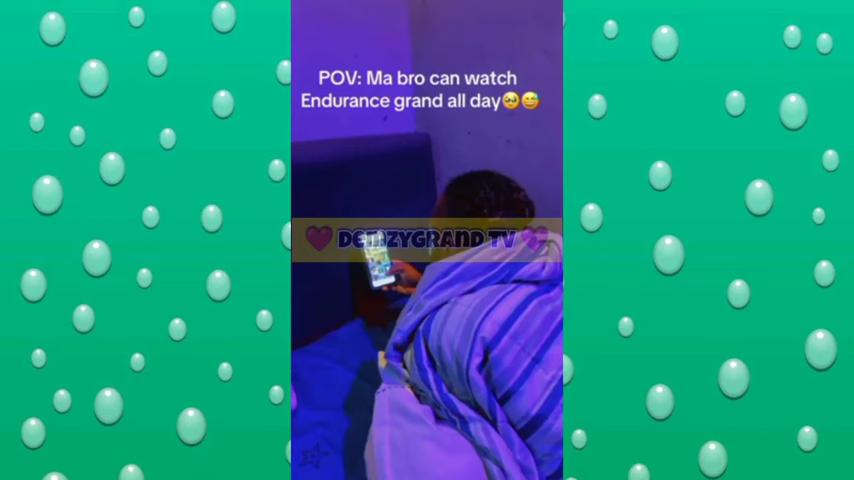 POV: Ma bro can watch
Endurance grand all day🥹😅
💜 DEMZYGRAND TV 💜